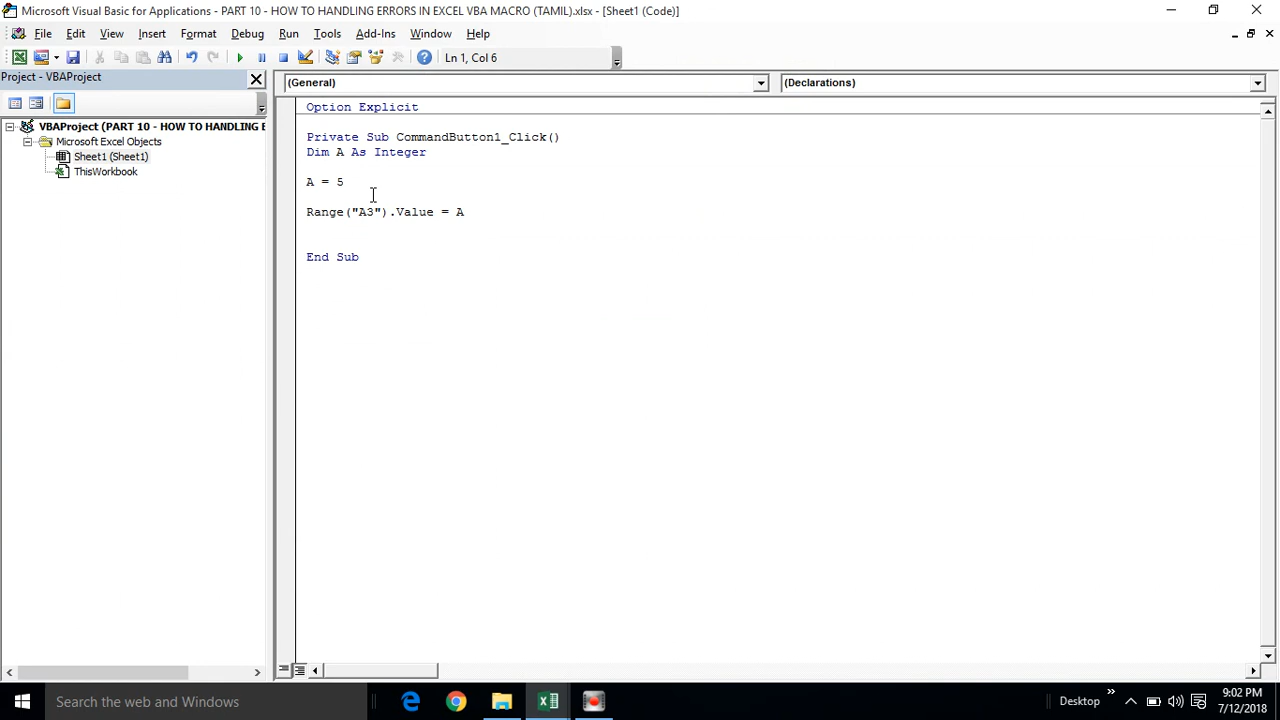 Microsoft Visual Basic for Applications - PART 10 - HOW TO HANDLING ERRORS IN EXCEL VBA MACRO (TAMIL).xlsx - [Sheet1 (Code)]
File Edit View Insert Format Debug Run Tools Add-Ins Window Help
Ln 1, Col 6
Project - VBAProject
(General) (Declarations)
VBAProject (PART 10 - HOW TO HANDLING E
Microsoft Excel Objects
Sheet1 (Sheet1)
ThisWorkbook
Option Explicit
Private Sub CommandButton1_Click()
Dim A As Integer
A = 5
Range("A3").Value = A
End Sub
Search the web and Windows
Desktop
9:02 PM
7/12/2018